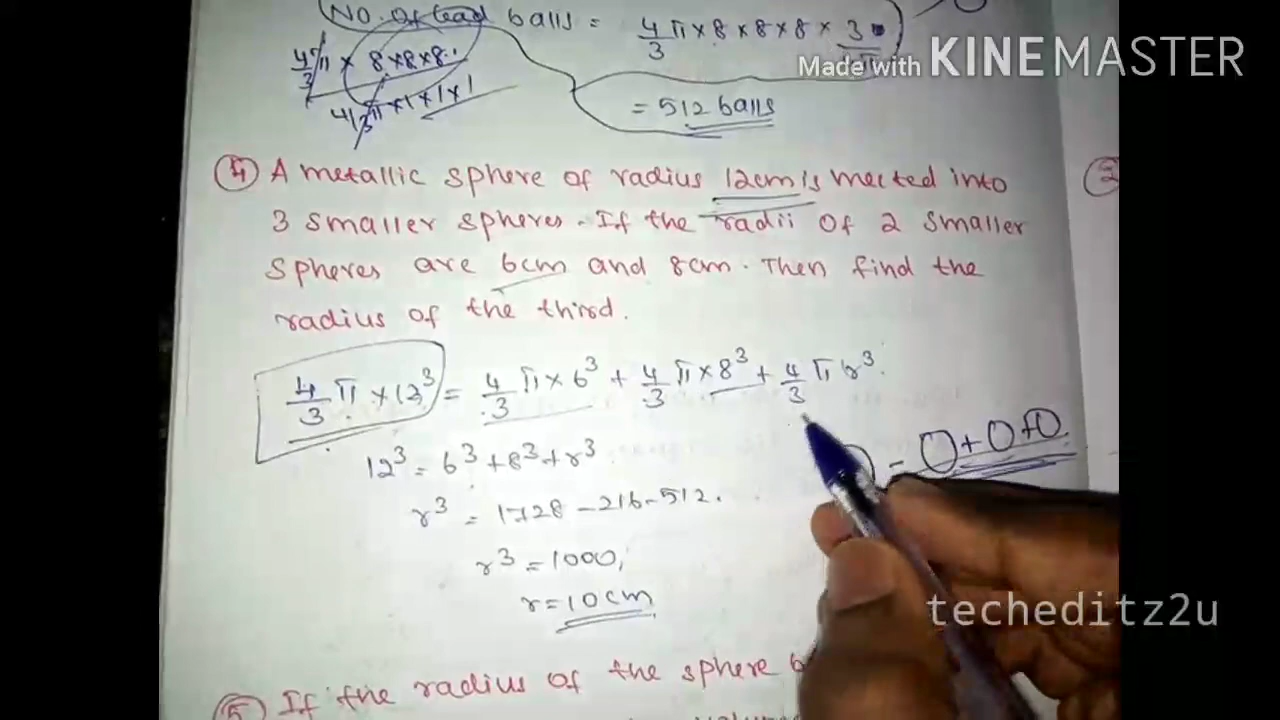 No. Of lead balls = 4/3 π × 8 × 8 × 8 × 3
4/3 π × 8×8×8
4/3 π ×1×1×1
Made with KINEMASTER
= 512 balls
④ A metallic sphere of radius 12cm is melted into
3 smaller spheres. If the radii Of 2 smaller
spheres are 6cm and 8cm. Then find the
radius of the third.
4/3 π × 12³ = 4/3 π × 6³ + 4/3 π × 8³ + 4/3 π r³.
12³ = 6³ + 8³ + r³
= 0 + 0 + 0
r³ = 1728 - 216 - 512.
r³ = 1000,
r = 10cm
techeditz2u
⑤ If the radius of the sphere